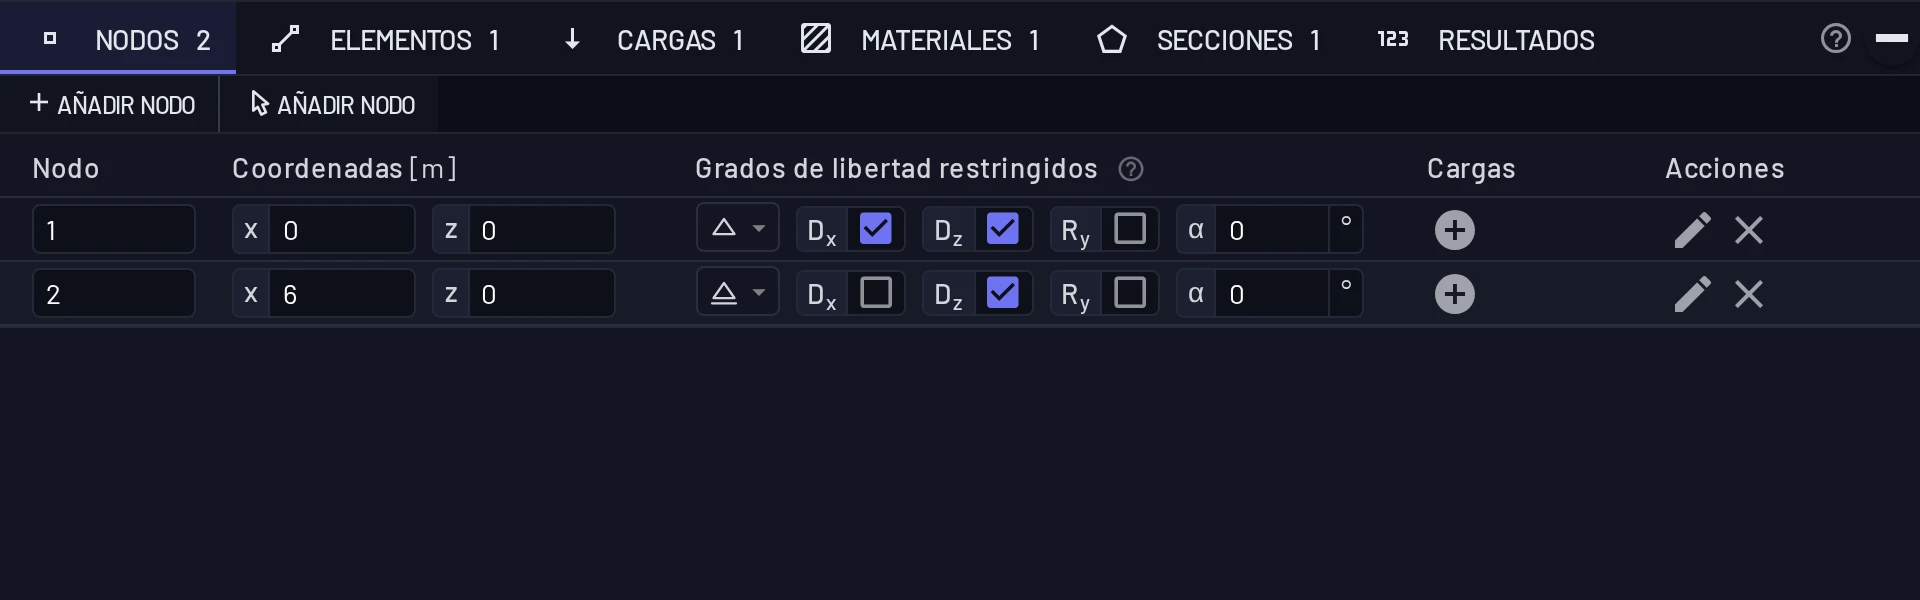 NODOS 2 ELEMENTOS 1 CARGAS 1 MATERIALES 1 SECCIONES 1 123 RESULTADOS ?
+ AÑADIR NODO AÑADIR NODO
Nodo Coordenadas [m] Grados de libertad restringidos ? Cargas Acciones
1 x 0 z 0 Dx Dz Ry α 0 °
2 x 6 z 0 Dx Dz Ry α 0 °